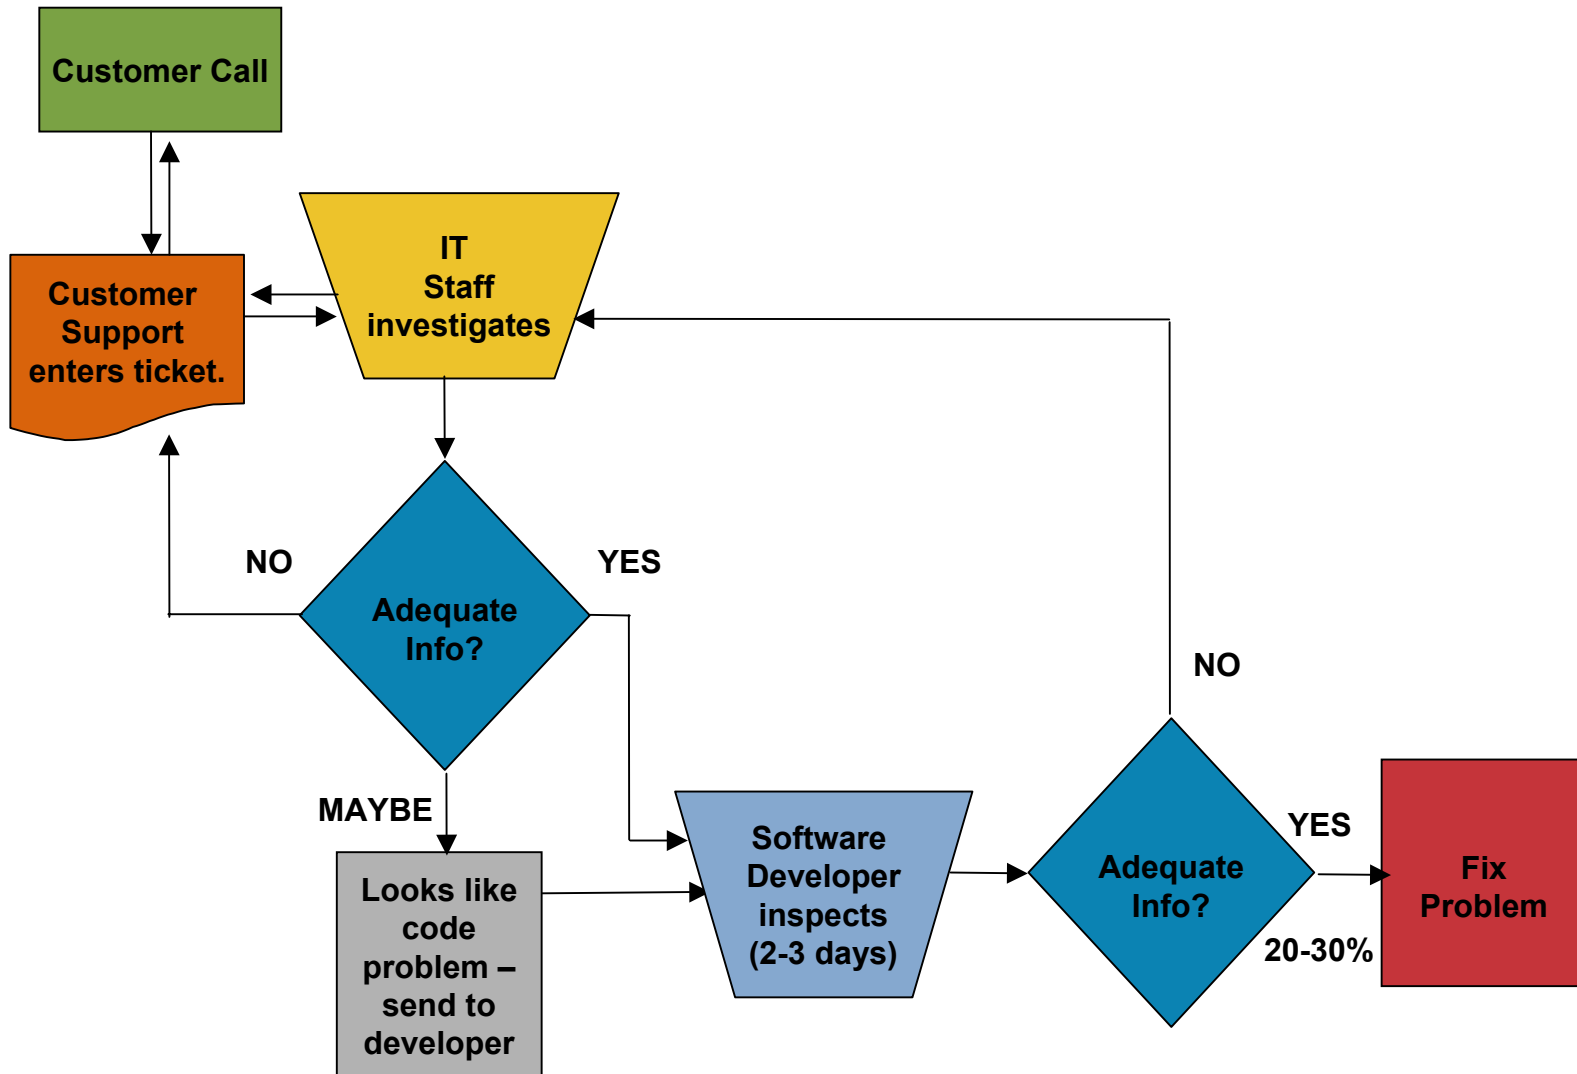 Customer Call
Customer
Support
enters ticket.
IT
Staff
investigates
NO
YES
Adequate
Info?
MAYBE
Looks like
code
problem –
send to
developer
Software
Developer
inspects
(2-3 days)
NO
Adequate
Info?
YES
20-30%
Fix
Problem